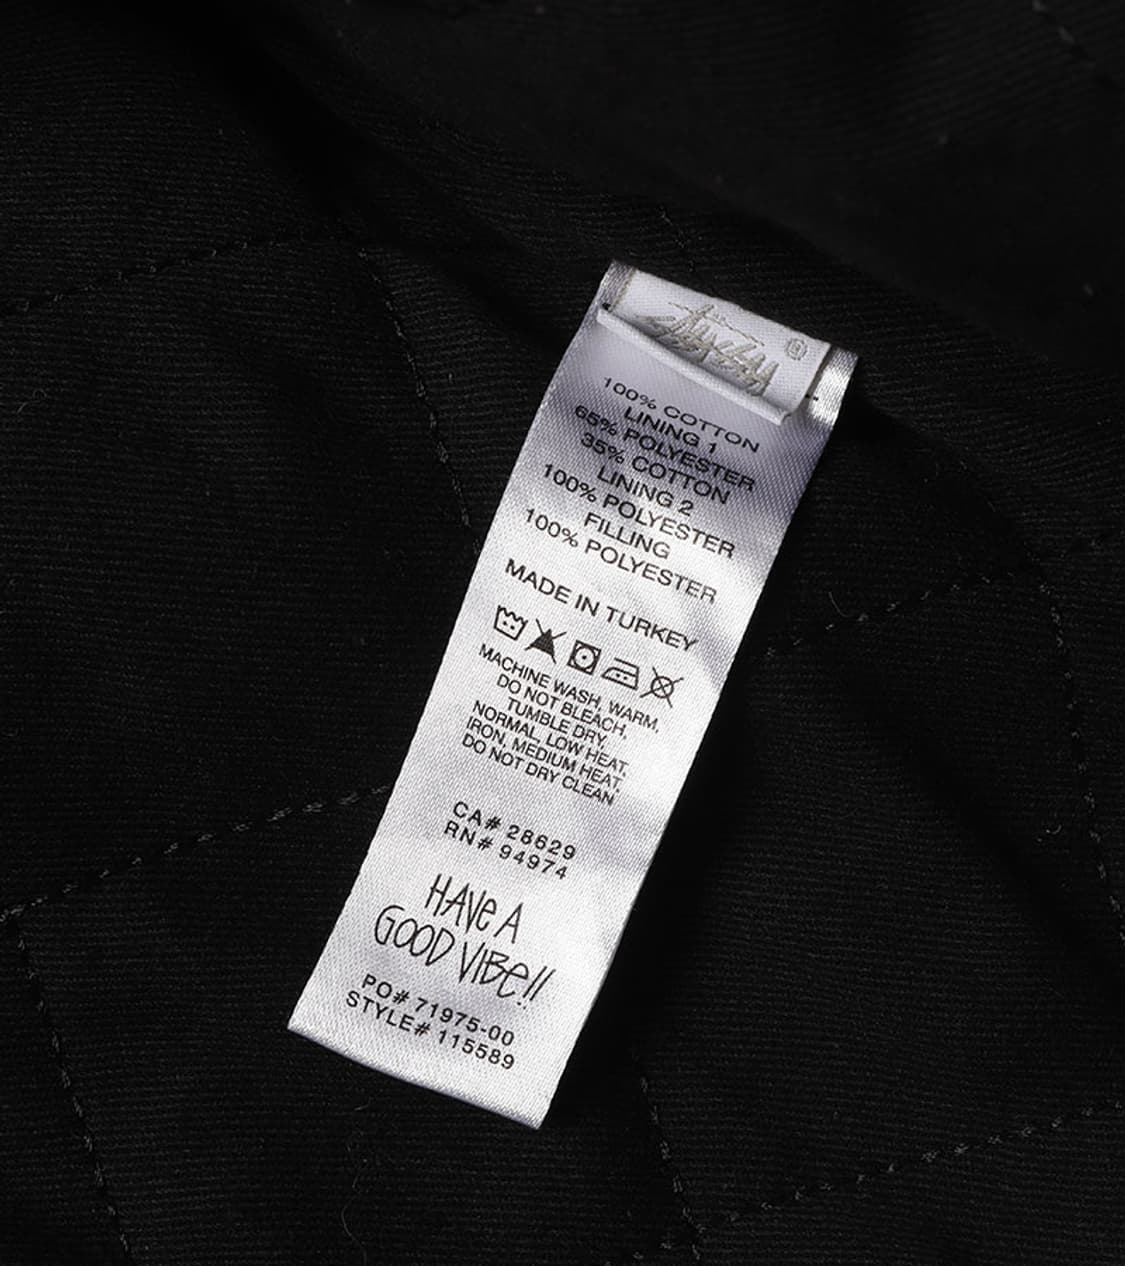 Stüssy ®
100% COTTON
LINING 1
65% POLYESTER
35% COTTON
LINING 2
100% POLYESTER
FILLING
100% POLYESTER
MADE IN TURKEY
MACHINE WASH, WARM,
DO NOT BLEACH,
TUMBLE DRY,
NORMAL, LOW HEAT,
IRON, MEDIUM HEAT,
DO NOT DRY CLEAN
CA# 28629
RN# 94974
HAVe A
GOOD VIBe!!
PO# 71975-00
STYLE# 115589